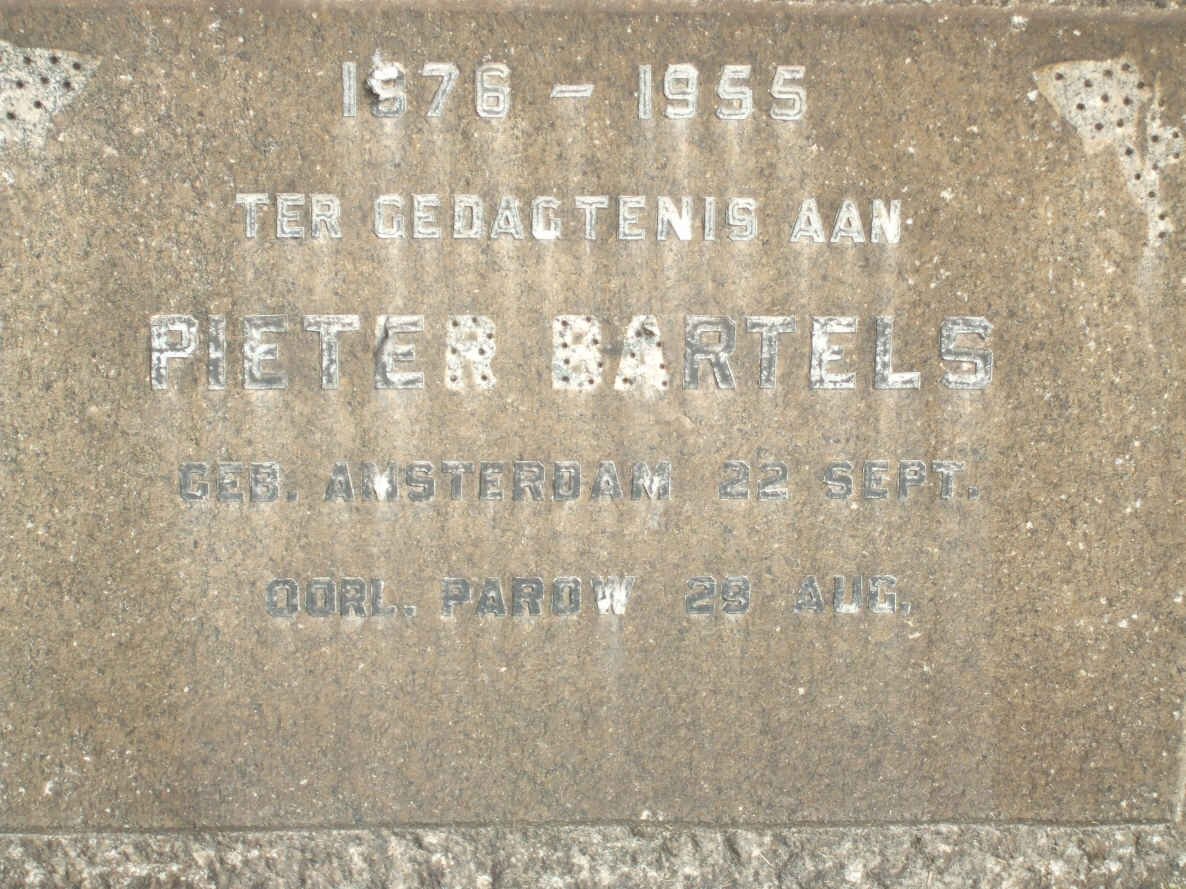 1876 - 1955
TER GEDAGTENIS AAN
PIETER BARTELS
GEB. AMSTERDAM 22 SEPT.
OORL. PAROW 29 AUG.